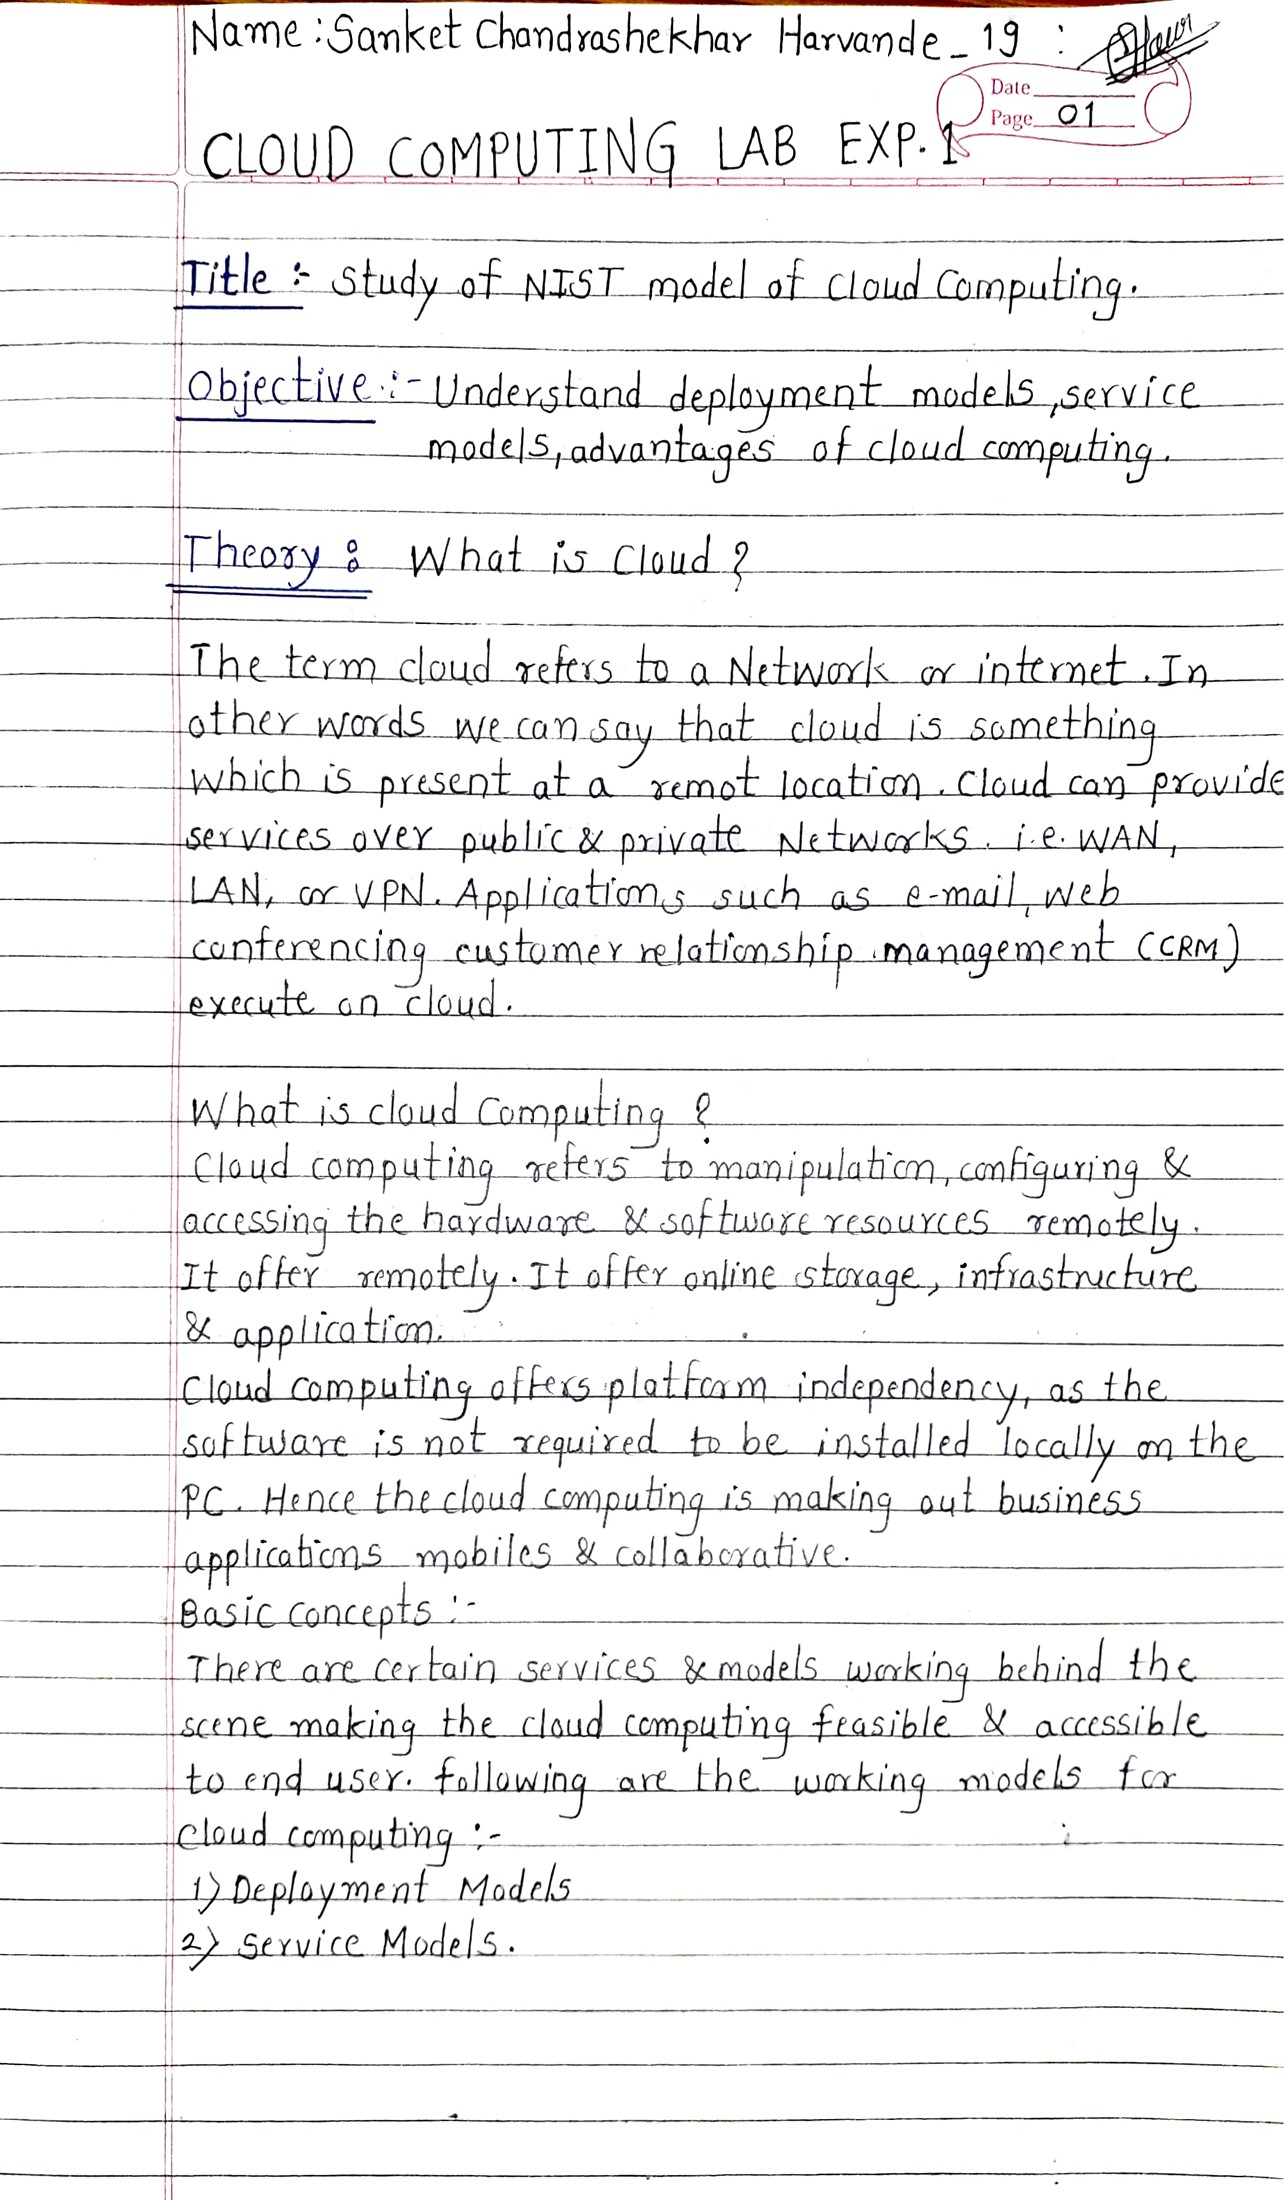 Name : Sanket Chandrashekhar Harvande - 19 :
Date
Page 01
CLOUD COMPUTING LAB EXP. 1
Title :- Study of NIST model of Cloud Computing.
Objective :- Understand deployment models, service
models, advantages of cloud computing.
Theory : What is Cloud ?
The term cloud refers to a Network or internet. In
other words we can say that cloud is something
which is present at a remot location. Cloud can provide
services over public & private Networks. i.e. WAN,
LAN, or VPN. Applications such as e-mail, web
conferencing customer relationship management (CRM)
execute on cloud.
What is cloud Computing ?
Cloud computing refers to manipulation, configuring &
accessing the hardware & software resources remotely.
It offer remotely. It offer online storage, infrastructure
& application.
Cloud computing offers platform independency, as the
software is not required to be installed locally on the
PC. Hence the cloud computing is making out business
applications mobiles & collaborative.
Basic concepts :-
There are certain services & models working behind the
scene making the cloud computing feasible & accessible
to end user. following are the working models for
cloud computing :-
1) Deployment Models
2) Service Models.